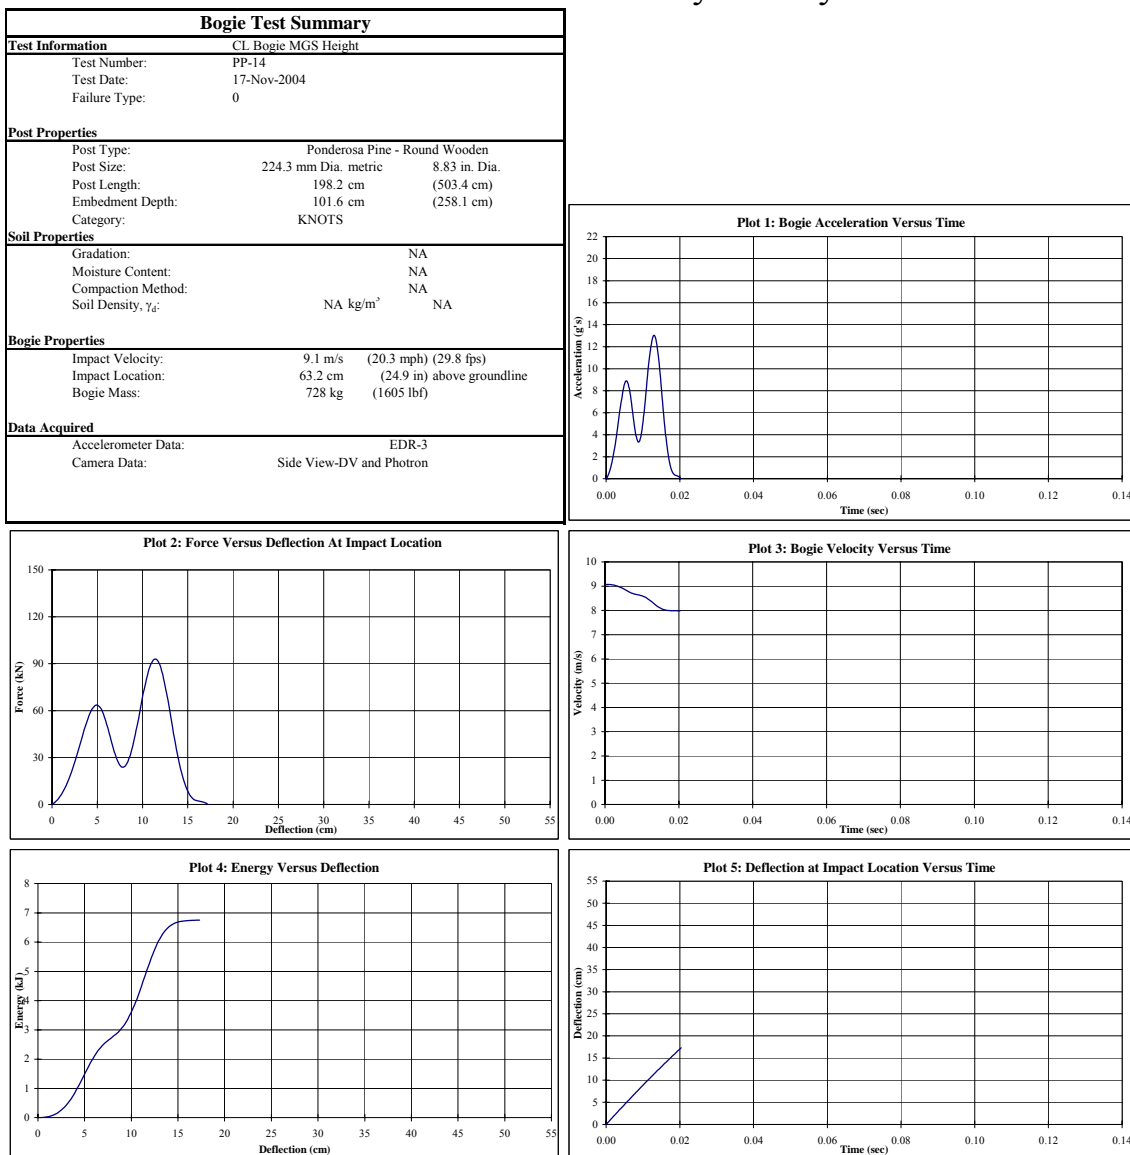 Bogie Test Summary
Test Information CL Bogie MGS Height
Test Number: PP-14
Test Date: 17-Nov-2004
Failure Type: 0
Post Properties
Post Type: Ponderosa Pine - Round Wooden
Post Size: 224.3 mm Dia. metric 8.83 in. Dia.
Post Length: 198.2 cm (503.4 cm)
Embedment Depth: 101.6 cm (258.1 cm)
Category: KNOTS
Soil Properties
Gradation: NA
Moisture Content: NA
Compaction Method: NA
Soil Density, γd: NA kg/m³ NA
Bogie Properties
Impact Velocity: 9.1 m/s (20.3 mph) (29.8 fps)
Impact Location: 63.2 cm (24.9 in) above groundline
Bogie Mass: 728 kg (1605 lbf)
Data Acquired
Accelerometer Data: EDR-3
Camera Data: Side View-DV and Photron
Plot 1: Bogie Acceleration Versus Time
22
20
18
16
14
12
10
8
6
4
2
0
Acceleration (g's)
0.00 0.02 0.04 0.06 0.08 0.10 0.12 0.14
Time (sec)
Plot 2: Force Versus Deflection At Impact Location
150
120
90
60
30
0
Force (kN)
0 5 10 15 20 25 30 35 40 45 50 55
Deflection (cm)
Plot 3: Bogie Velocity Versus Time
10
9
8
7
6
5
4
3
2
1
0
Velocity (m/s)
0.00 0.02 0.04 0.06 0.08 0.10 0.12 0.14
Time (sec)
Plot 4: Energy Versus Deflection
8
7
6
5
4
3
2
1
0
Energy (kJ)
0 5 10 15 20 25 30 35 40 45 50 55
Deflection (cm)
Plot 5: Deflection at Impact Location Versus Time
55
50
45
40
35
30
25
20
15
10
5
0
Deflection (cm)
0.00 0.02 0.04 0.06 0.08 0.10 0.12 0.14
Time (sec)